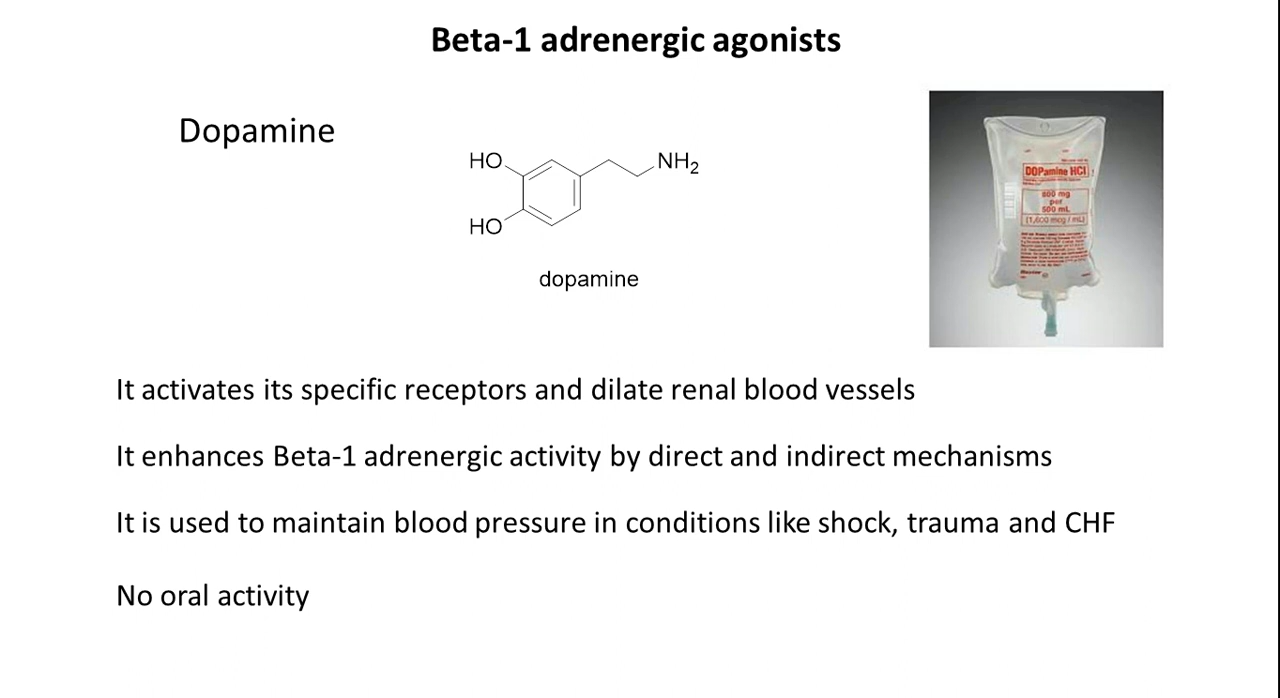 Beta-1 adrenergic agonists
Dopamine
HO
NH2
HO
dopamine
DOPamine HCl
800 mg
per
500 mL
(1,600 mcg / mL)
Baxter
It activates its specific receptors and dilate renal blood vessels
It enhances Beta-1 adrenergic activity by direct and indirect mechanisms
It is used to maintain blood pressure in conditions like shock, trauma and CHF
No oral activity